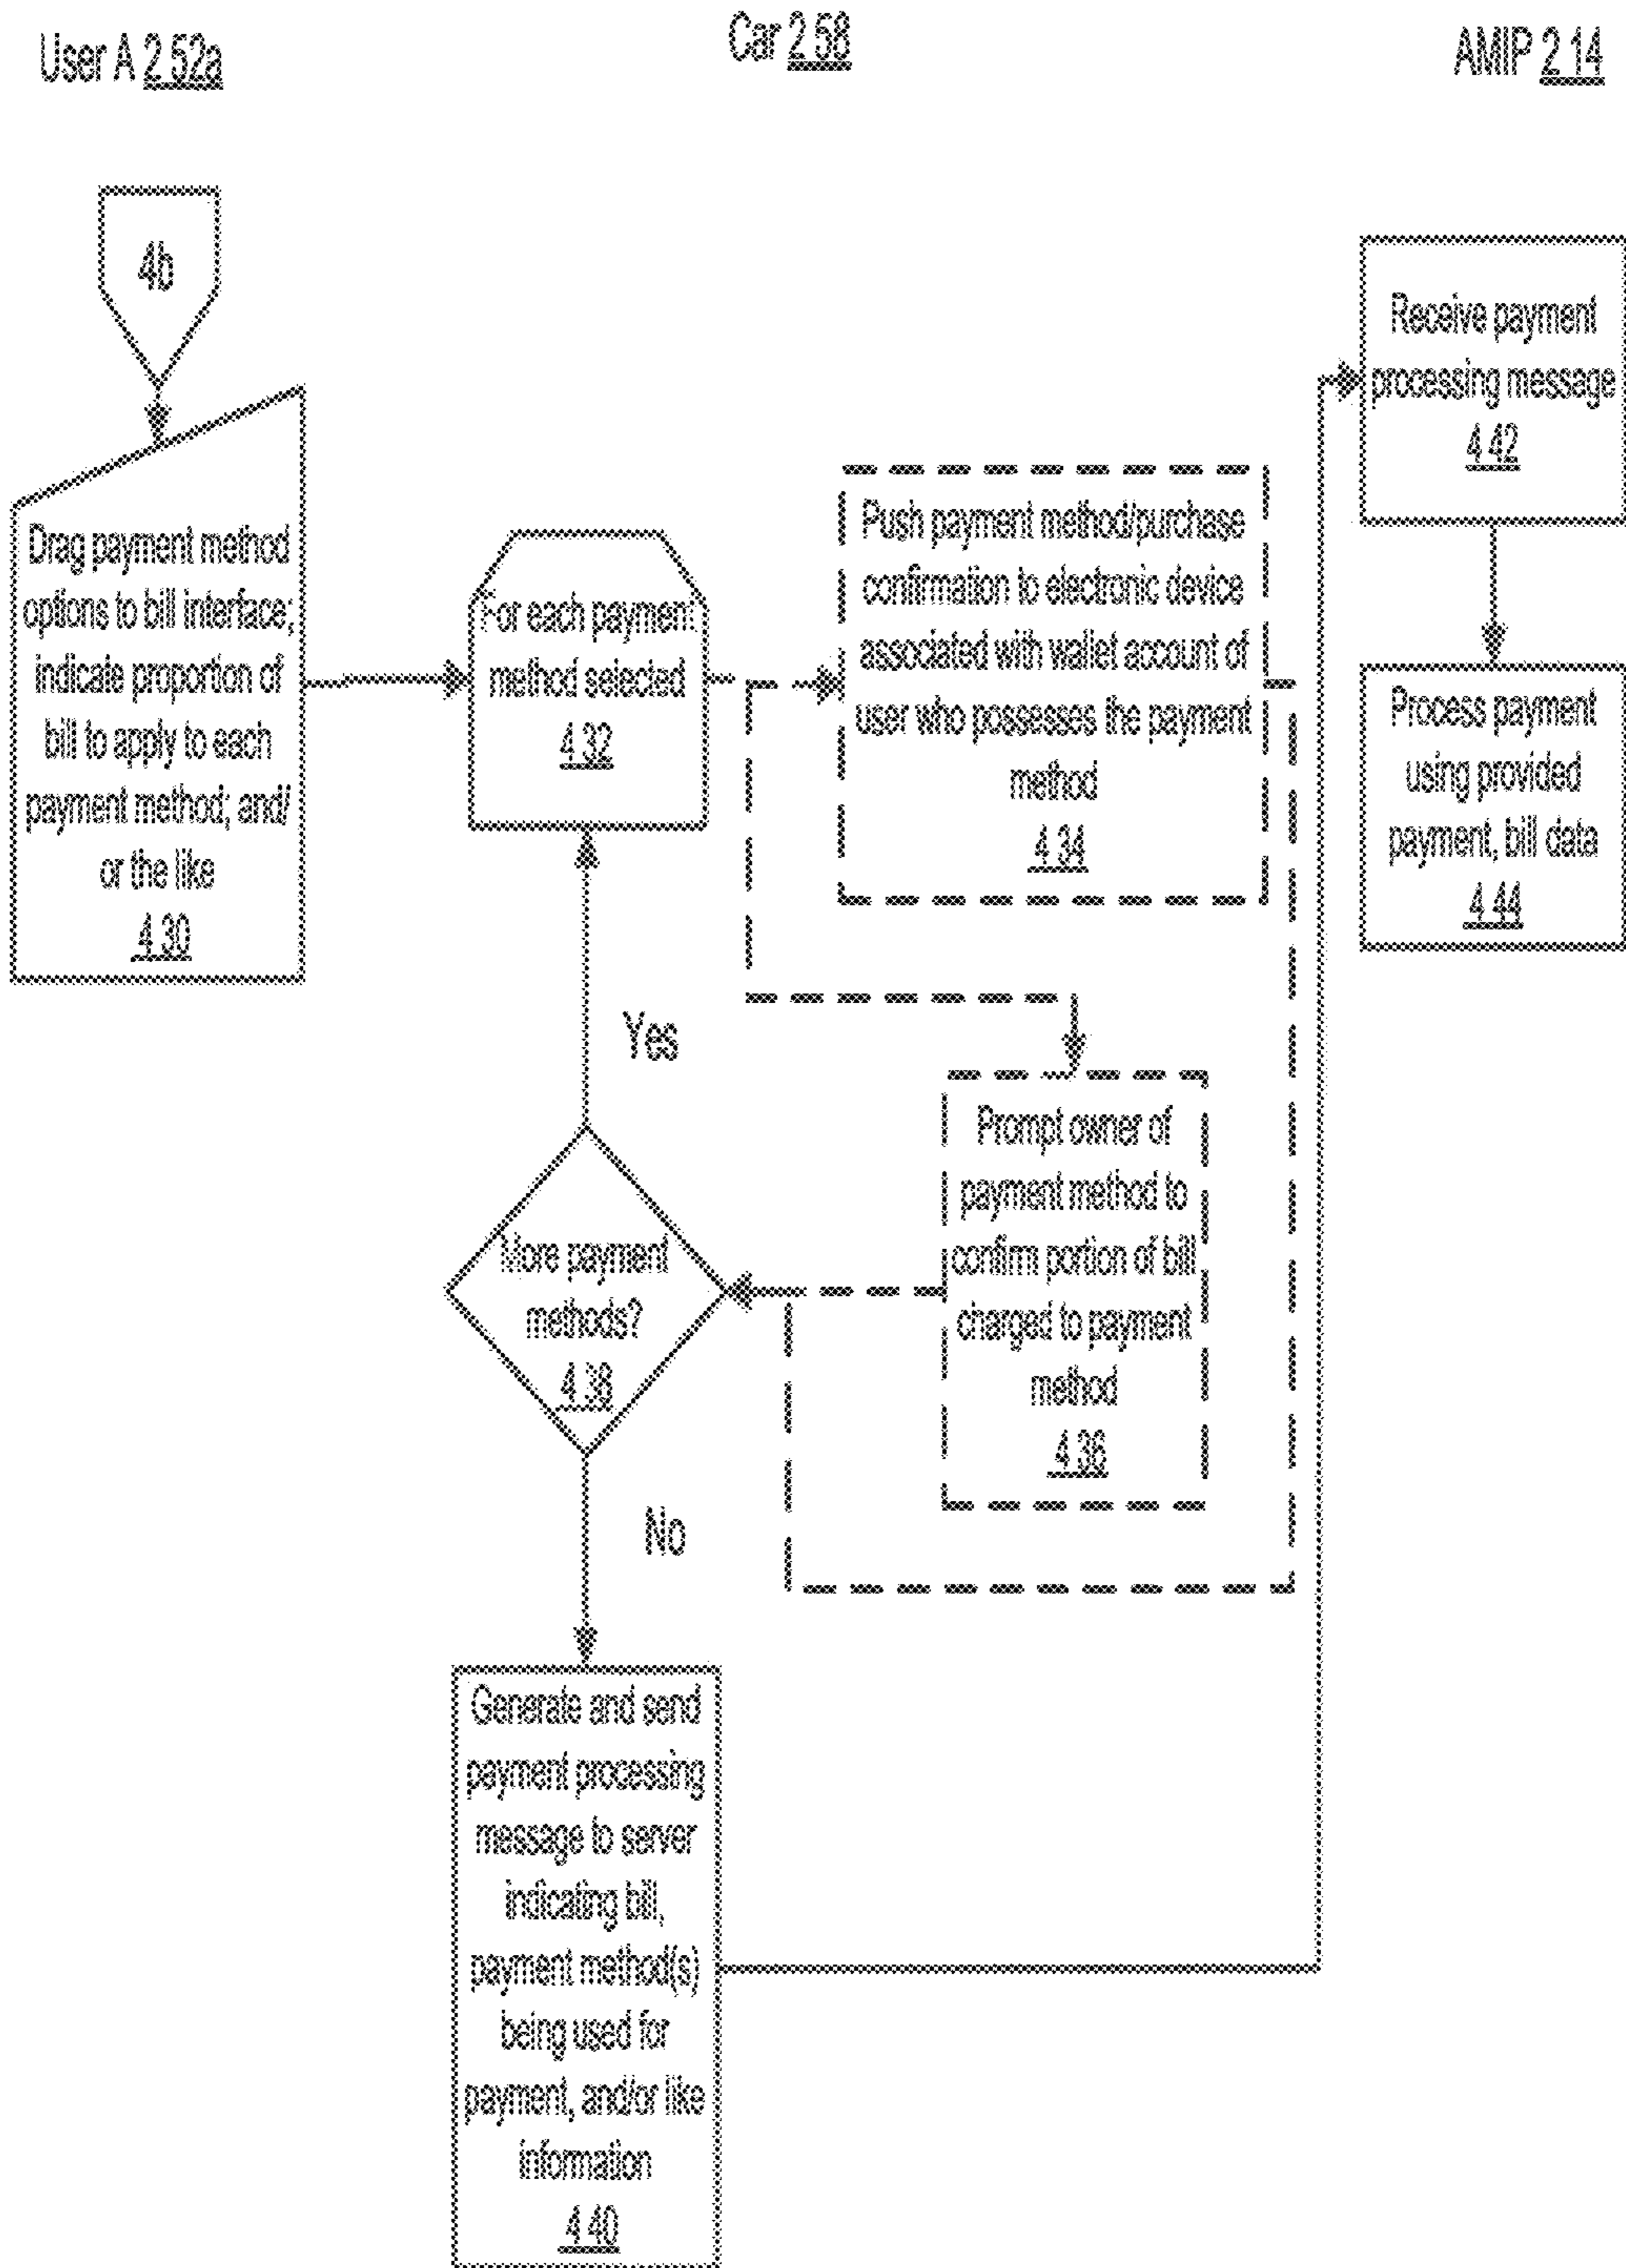 User A 2 52a
Car 2 58
AMIP 2 14
4b
Drag payment method
options to bill interface;
indicate proportion of
bill to apply to each
payment method; and/
or the like
4 30
For each payment
method selected
4 32
Push payment method/purchase
confirmation to electronic device
associated with wallet account of
user who possesses the payment
method
4 34
Receive payment
processing message
4 42
Process payment
using provided
payment, bill data
4 44
Yes
Prompt owner of
payment method to
confirm portion of bill
charged to payment
method
4 36
More payment
methods?
4 38
No
Generate and send
payment processing
message to server
indicating bill,
payment method(s)
being used for
payment, and/or like
information
4 40